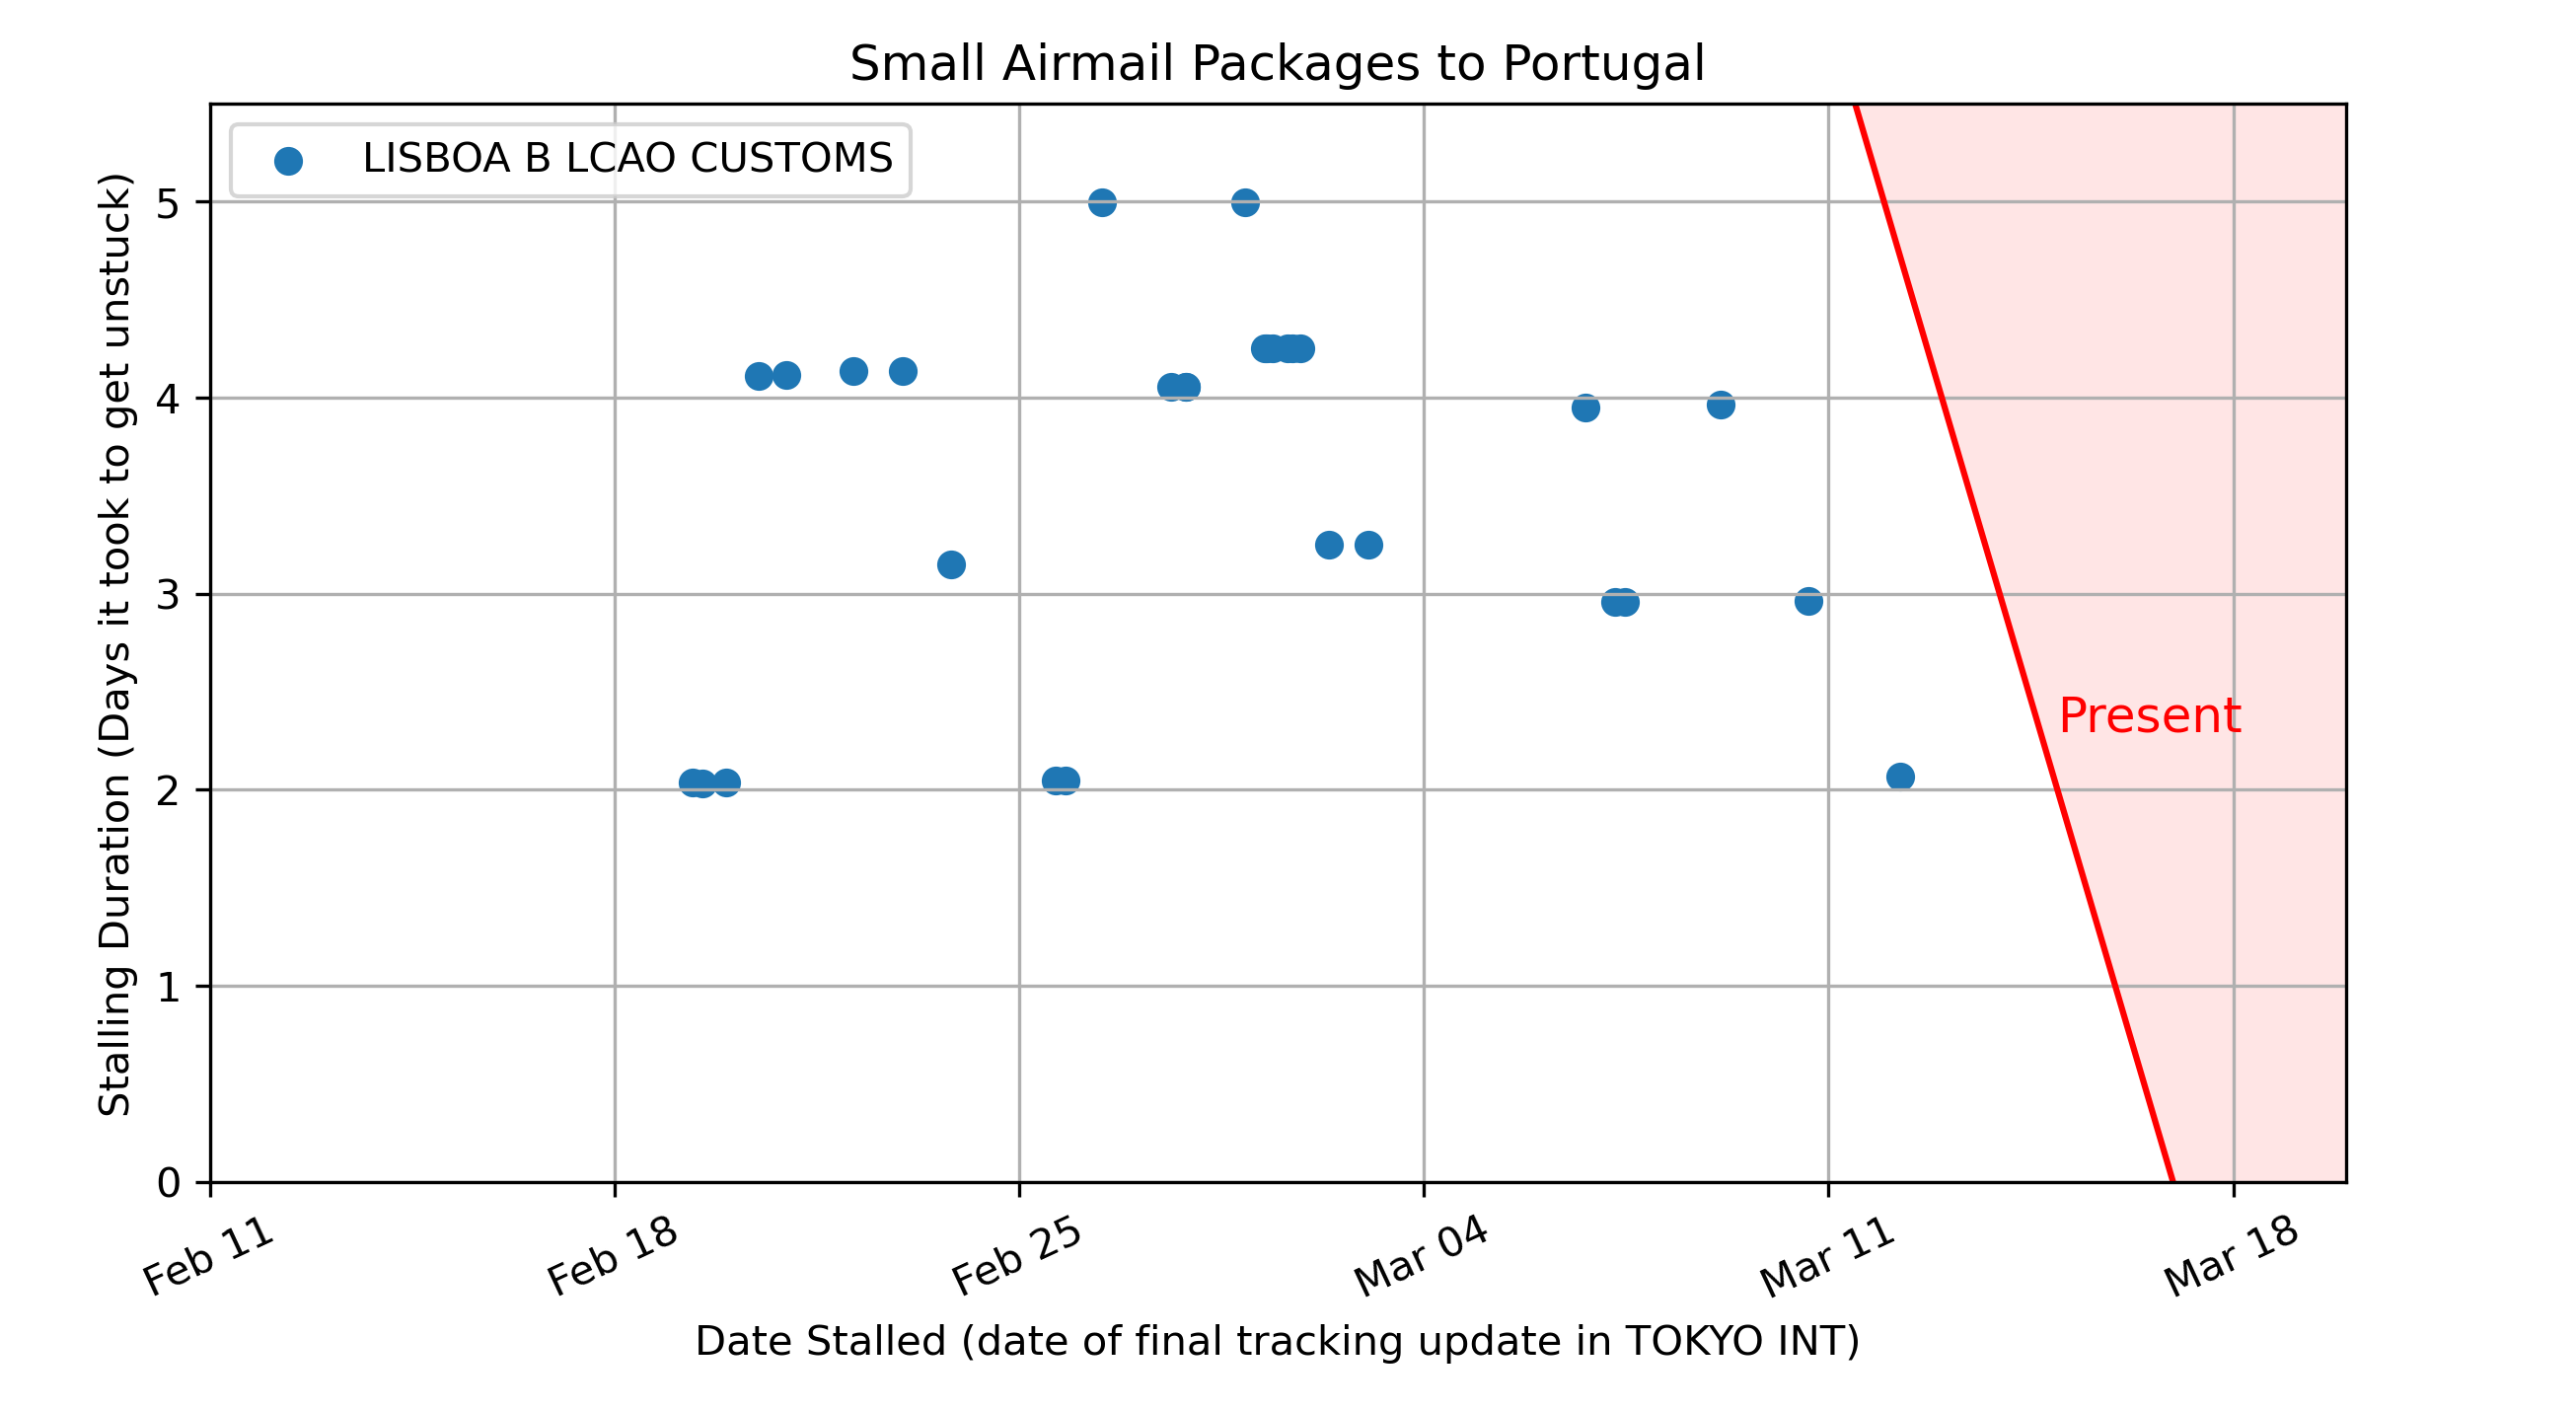 Small Airmail Packages to Portugal
LISBOA B LCAO CUSTOMS
Stalling Duration (Days it took to get unstuck)
5
4
3
2
1
0
Present
Feb 11
Feb 18
Feb 25
Mar 04
Mar 11
Mar 18
Date Stalled (date of final tracking update in TOKYO INT)